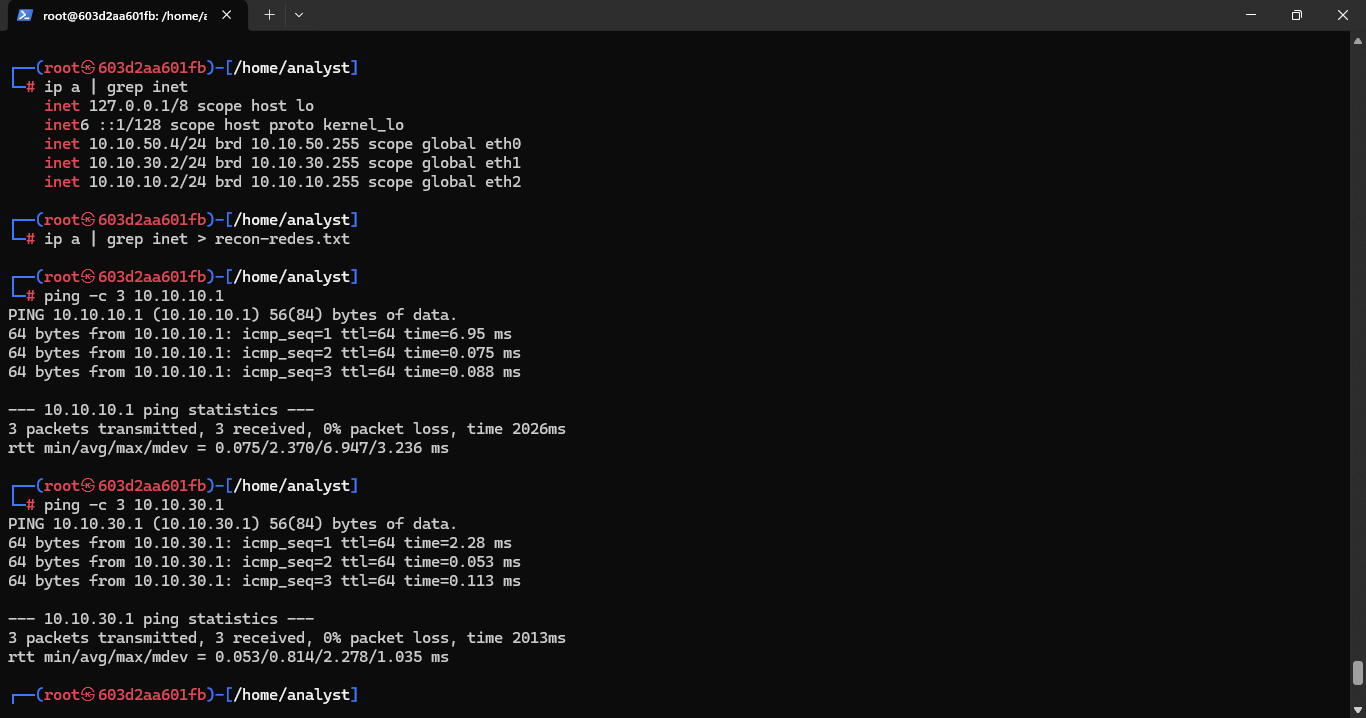 root@603d2aa601fb: /home/a
┌──(root㉿603d2aa601fb)-[/home/analyst]
└─# ip a | grep inet
    inet 127.0.0.1/8 scope host lo
    inet6 ::1/128 scope host proto kernel_lo
    inet 10.10.50.4/24 brd 10.10.50.255 scope global eth0
    inet 10.10.30.2/24 brd 10.10.30.255 scope global eth1
    inet 10.10.10.2/24 brd 10.10.10.255 scope global eth2
┌──(root㉿603d2aa601fb)-[/home/analyst]
└─# ip a | grep inet > recon-redes.txt
┌──(root㉿603d2aa601fb)-[/home/analyst]
└─# ping -c 3 10.10.10.1
PING 10.10.10.1 (10.10.10.1) 56(84) bytes of data.
64 bytes from 10.10.10.1: icmp_seq=1 ttl=64 time=6.95 ms
64 bytes from 10.10.10.1: icmp_seq=2 ttl=64 time=0.075 ms
64 bytes from 10.10.10.1: icmp_seq=3 ttl=64 time=0.088 ms
--- 10.10.10.1 ping statistics ---
3 packets transmitted, 3 received, 0% packet loss, time 2026ms
rtt min/avg/max/mdev = 0.075/2.370/6.947/3.236 ms
┌──(root㉿603d2aa601fb)-[/home/analyst]
└─# ping -c 3 10.10.30.1
PING 10.10.30.1 (10.10.30.1) 56(84) bytes of data.
64 bytes from 10.10.30.1: icmp_seq=1 ttl=64 time=2.28 ms
64 bytes from 10.10.30.1: icmp_seq=2 ttl=64 time=0.053 ms
64 bytes from 10.10.30.1: icmp_seq=3 ttl=64 time=0.113 ms
--- 10.10.30.1 ping statistics ---
3 packets transmitted, 3 received, 0% packet loss, time 2013ms
rtt min/avg/max/mdev = 0.053/0.814/2.278/1.035 ms
┌──(root㉿603d2aa601fb)-[/home/analyst]